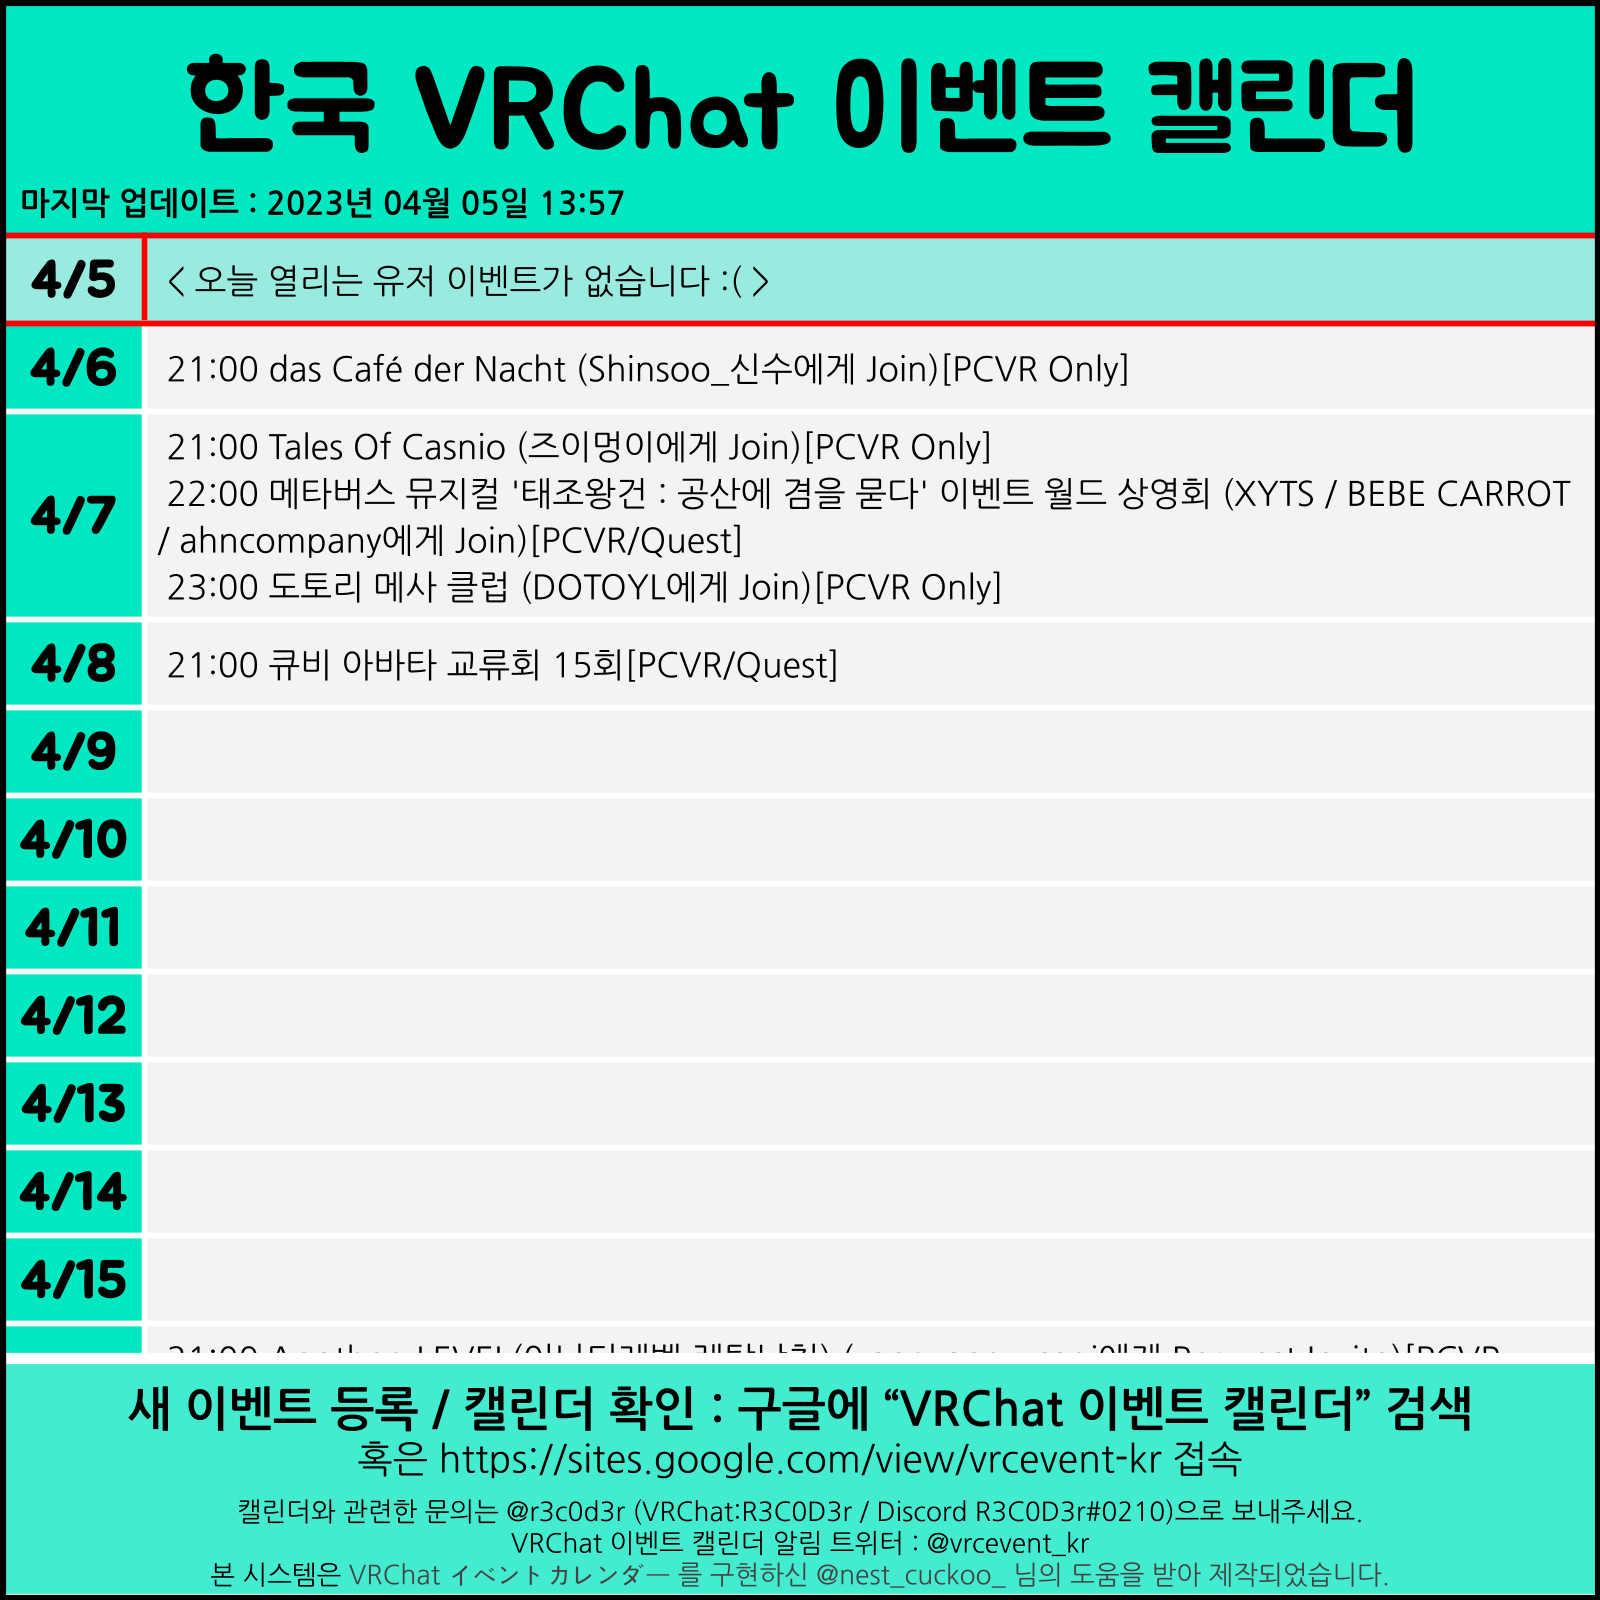 한국 VRChat 이벤트 캘린더
마지막 업데이트 : 2023년 04월 05일 13:57
4/5
< 오늘 열리는 유저 이벤트가 없습니다 :( >
4/6
21:00 das Café der Nacht (Shinsoo_신수에게 Join)[PCVR Only]
4/7
21:00 Tales Of Casnio (즈이멍이에게 Join)[PCVR Only]
22:00 메타버스 뮤지컬 '태조왕건 : 공산에 겸을 묻다' 이벤트 월드 상영회 (XYTS / BEBE CARROT
/ ahncompany에게 Join)[PCVR/Quest]
23:00 도토리 메사 클럽 (DOTOYL에게 Join)[PCVR Only]
4/8
21:00 큐비 아바타 교류회 15회[PCVR/Quest]
4/9
4/10
4/11
4/12
4/13
4/14
4/15
새 이벤트 등록 / 캘린더 확인 : 구글에 “VRChat 이벤트 캘린더” 검색
혹은 https://sites.google.com/view/vrcevent-kr 접속
캘린더와 관련한 문의는 @r3c0d3r (VRChat:R3C0D3r / Discord R3C0D3r#0210)으로 보내주세요.
VRChat 이벤트 캘린더 알림 트위터 : @vrcevent_kr
본 시스템은 VRChat イベントカレンダー 를 구현하신 @nest_cuckoo_ 님의 도움을 받아 제작되었습니다.